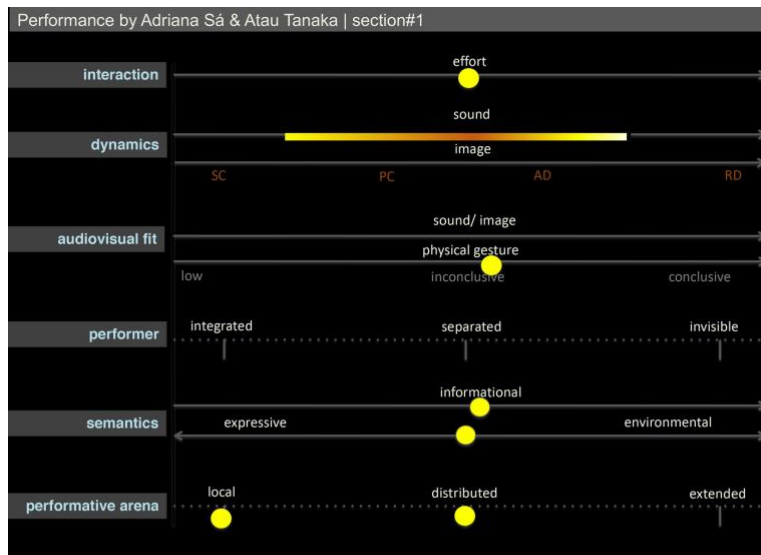 Performance by Adriana Sá & Atau Tanaka | section#1
effort
interaction
sound
dynamics
image
SC PC AD RD
sound/ image
audiovisual fit
physical gesture
low inconclusive conclusive
integrated separated invisible
performer
informational
semantics
expressive environmental
local distributed extended
performative arena